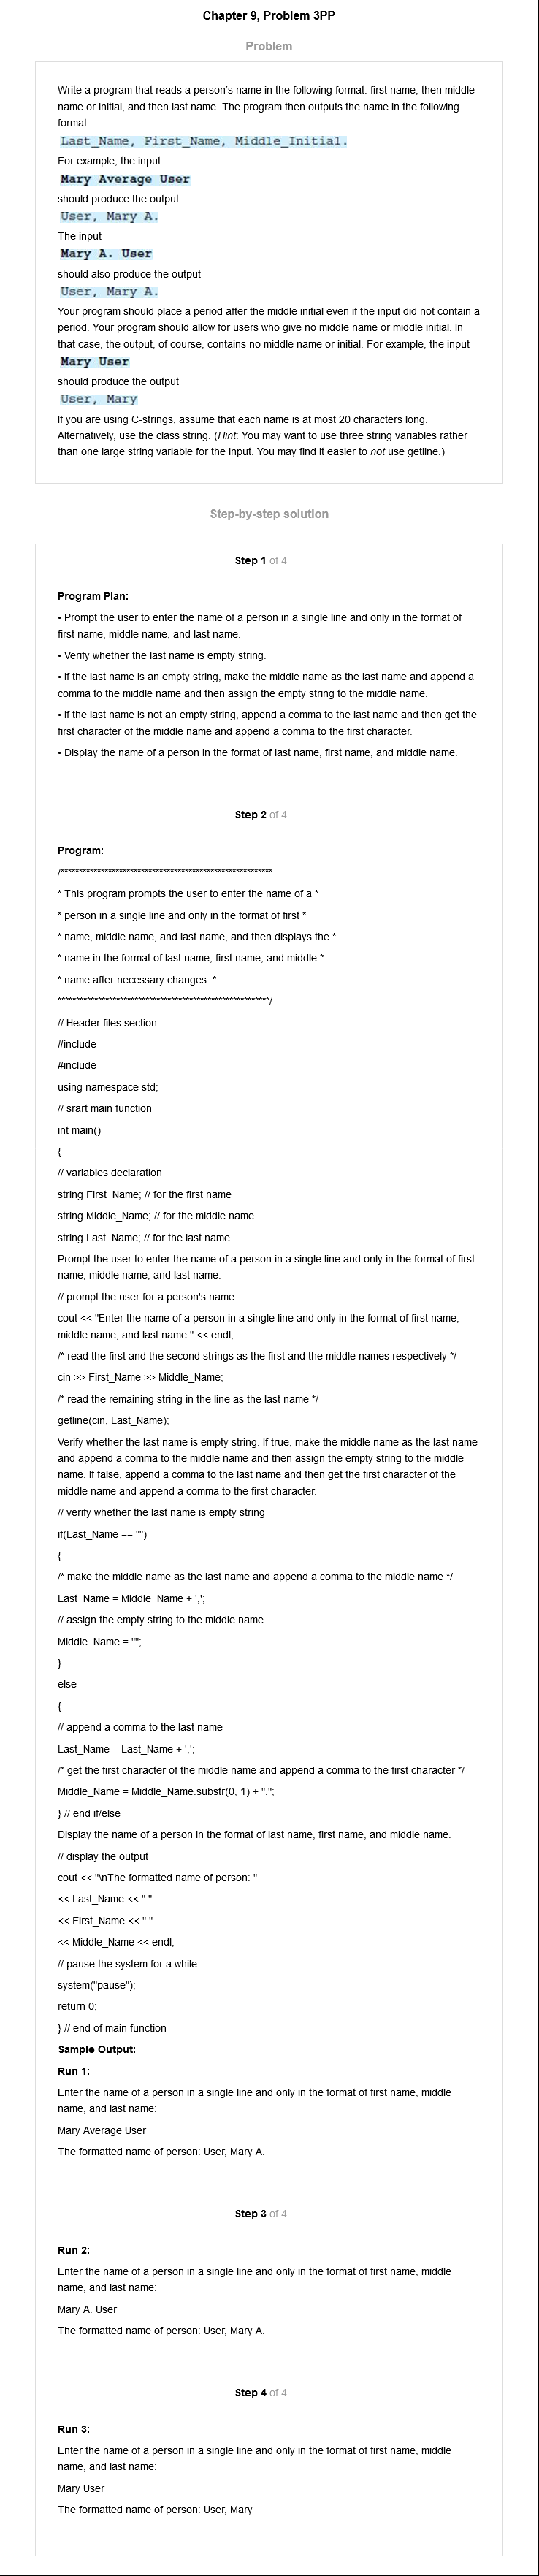 Chapter 9, Problem 3PP
Problem
Write a program that reads a person's name in the following format: first name, then middle
name or initial, and then last name. The program then outputs the name in the following
format:
Last_Name, First_Name, Middle_Initial.
For example, the input
Mary Average User
should produce the output
User, Mary A.
The input
Mary A. User
should also produce the output
User, Mary A.
Your program should place a period after the middle initial even if the input did not contain a
period. Your program should allow for users who give no middle name or middle initial. In
that case, the output, of course, contains no middle name or initial. For example, the input
Mary User
should produce the output
User, Mary
If you are using C-strings, assume that each name is at most 20 characters long.
Alternatively, use the class string. (Hint: You may want to use three string variables rather
than one large string variable for the input. You may find it easier to not use getline.)
Step-by-step solution
Step 1 of 4
Program Plan:
• Prompt the user to enter the name of a person in a single line and only in the format of
first name, middle name, and last name.
• Verify whether the last name is empty string.
• If the last name is an empty string, make the middle name as the last name and append a
comma to the middle name and then assign the empty string to the middle name.
• If the last name is not an empty string, append a comma to the last name and then get the
first character of the middle name and append a comma to the first character.
• Display the name of a person in the format of last name, first name, and middle name.
Step 2 of 4
Program:
/**********************************************************
* This program prompts the user to enter the name of a *
* person in a single line and only in the format of first *
* name, middle name, and last name, and then displays the *
* name in the format of last name, first name, and middle *
* name after necessary changes. *
**********************************************************/
// Header files section
#include
#include
using namespace std;
// srart main function
int main()
{
// variables declaration
string First_Name; // for the first name
string Middle_Name; // for the middle name
string Last_Name; // for the last name
Prompt the user to enter the name of a person in a single line and only in the format of first
name, middle name, and last name.
// prompt the user for a person's name
cout << "Enter the name of a person in a single line and only in the format of first name,
middle name, and last name:" << endl;
/* read the first and the second strings as the first and the middle names respectively */
cin >> First_Name >> Middle_Name;
/* read the remaining string in the line as the last name */
getline(cin, Last_Name);
Verify whether the last name is empty string. If true, make the middle name as the last name
and append a comma to the middle name and then assign the empty string to the middle
name. If false, append a comma to the last name and then get the first character of the
middle name and append a comma to the first character.
// verify whether the last name is empty string
if(Last_Name == "")
{
/* make the middle name as the last name and append a comma to the middle name */
Last_Name = Middle_Name + ',';
// assign the empty string to the middle name
Middle_Name = "";
}
else
{
// append a comma to the last name
Last_Name = Last_Name + ',';
/* get the first character of the middle name and append a comma to the first character */
Middle_Name = Middle_Name.substr(0, 1) + ".";
} // end if/else
Display the name of a person in the format of last name, first name, and middle name.
// display the output
cout << "\nThe formatted name of person: "
<< Last_Name << " "
<< First_Name << " "
<< Middle_Name << endl;
// pause the system for a while
system("pause");
return 0;
} // end of main function
Sample Output:
Run 1:
Enter the name of a person in a single line and only in the format of first name, middle
name, and last name:
Mary Average User
The formatted name of person: User, Mary A.
Step 3 of 4
Run 2:
Enter the name of a person in a single line and only in the format of first name, middle
name, and last name:
Mary A. User
The formatted name of person: User, Mary A.
Step 4 of 4
Run 3:
Enter the name of a person in a single line and only in the format of first name, middle
name, and last name:
Mary User
The formatted name of person: User, Mary